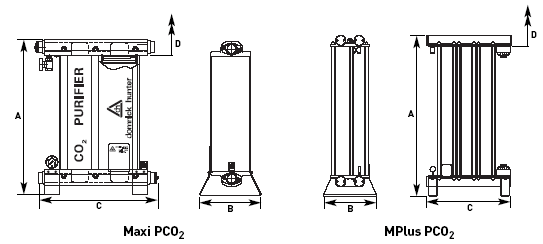 D
D
A
CO2 PURIFIER
domnick hunter
A
C
B
B
C
Maxi PCO2
MPlus PCO2